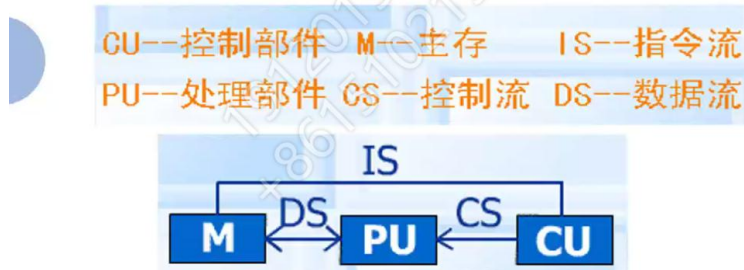 CU--控制部件 M--主存 IS--指令流
PU--处理部件 CS--控制流 DS--数据流
IS
DS CS
M PU CU